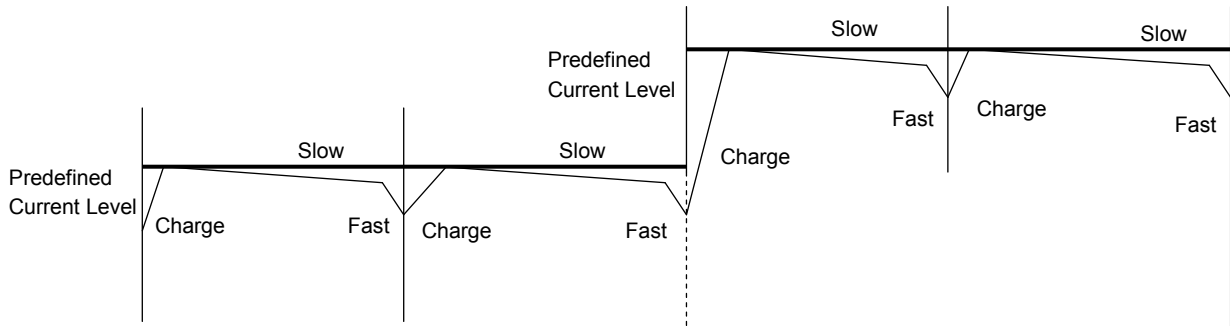 Slow
Slow
Predefined
Current Level
Fast
Charge
Fast
Charge
Slow
Slow
Predefined
Current Level
Charge
Fast
Charge
Fast